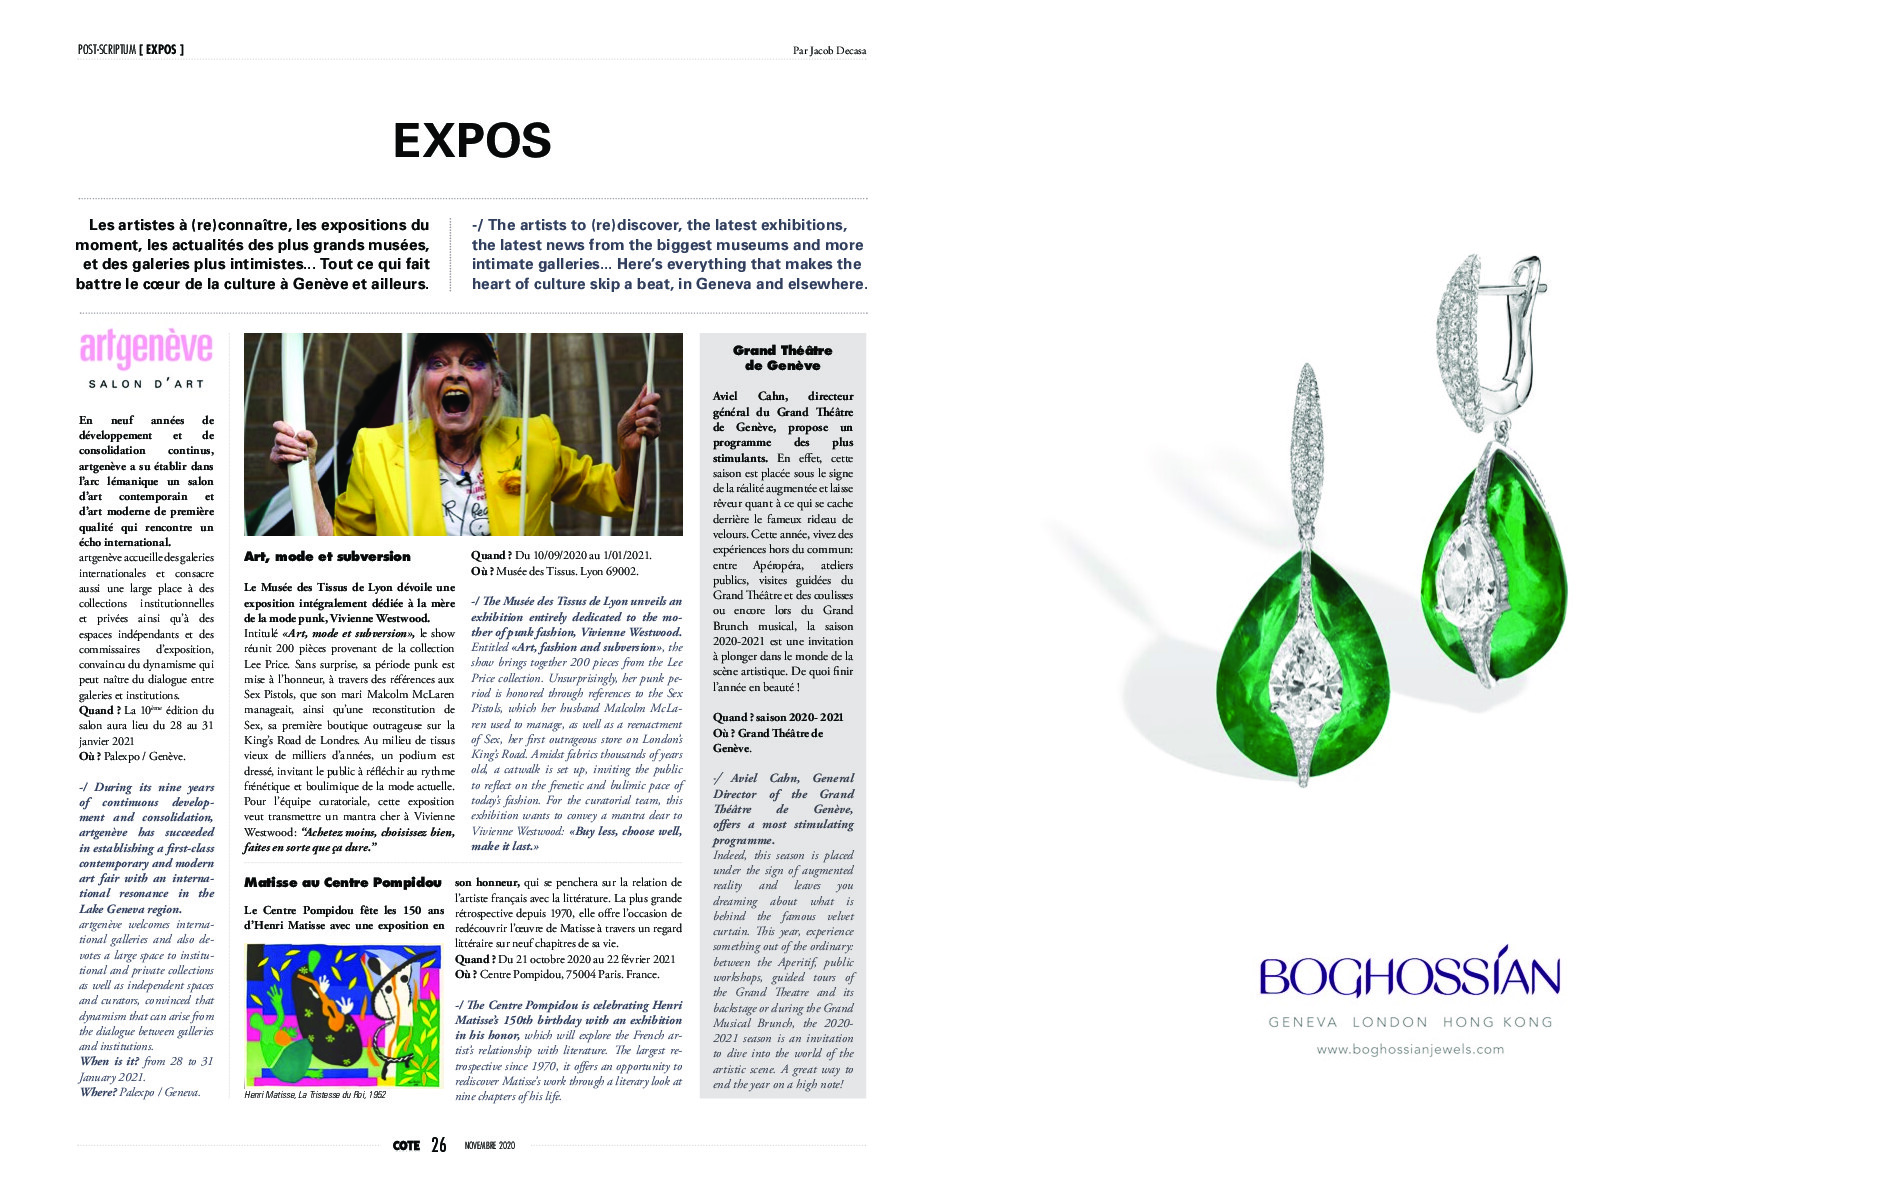 POST-SCRIPTUM [ EXPOS ]
Par Jacob Decasa
EXPOS
Les artistes à (re)connaître, les expositions du
moment, les actualités des plus grands musées,
et des galeries plus intimistes... Tout ce qui fait
battre le cœur de la culture à Genève et ailleurs.
-/ The artists to (re)discover, the latest exhibitions,
the latest news from the biggest museums and more
intimate galleries... Here's everything that makes the
heart of culture skip a beat, in Geneva and elsewhere.
artgenève
SALON D'ART
En neuf années de
développement et de
consolidation continus,
artgenève a su établir dans
l'arc lémanique un salon
d'art contemporain et
d'art moderne de première
qualité qui rencontre un
écho international.
artgenève accueille des galeries
internationales et consacre
aussi une large place à des
collections institutionnelles
et privées ainsi qu'à des
espaces indépendants et des
commissaires d'exposition,
convaincu du dynamisme qui
peut naître du dialogue entre
galeries et institutions.
Quand ? La 10ème édition du
salon aura lieu du 28 au 31
janvier 2021
Où ? Palexpo / Genève.
-/ During its nine years
of continuous develop-
ment and consolidation,
artgenève has succeeded
in establishing a first-class
contemporary and modern
art fair with an interna-
tional resonance in the
Lake Geneva region.
artgenève welcomes interna-
tional galleries and also de-
votes a large space to institu-
tional and private collections
as well as independent spaces
and curators, convinced that
dynamism that can arise from
the dialogue between galleries
and institutions.
When is it? from 28 to 31
January 2021.
Where? Palexpo / Geneva.
Art, mode et subversion
Le Musée des Tissus de Lyon dévoile une
exposition intégralement dédiée à la mère
de la mode punk, Vivienne Westwood.
Intitulé «Art, mode et subversion», le show
réunit 200 pièces provenant de la collection
Lee Price. Sans surprise, sa période punk est
mise à l'honneur, à travers des références aux
Sex Pistols, que son mari Malcolm McLaren
manageait, ainsi qu'une reconstitution de
Sex, sa première boutique outrageuse sur la
King's Road de Londres. Au milieu de tissus
vieux de milliers d'années, un podium est
dressé, invitant le public à réfléchir au rythme
frénétique et boulimique de la mode actuelle.
Pour l'équipe curatoriale, cette exposition
veut transmettre un mantra cher à Vivienne
Westwood: "Achetez moins, choisissez bien,
faites en sorte que ça dure."
Quand ? Du 10/09/2020 au 1/01/2021.
Où ? Musée des Tissus. Lyon 69002.
-/ The Musée des Tissus de Lyon unveils an
exhibition entirely dedicated to the mo-
ther of punk fashion, Vivienne Westwood.
Entitled «Art, fashion and subversion», the
show brings together 200 pieces from the Lee
Price collection. Unsurprisingly, her punk pe-
riod is honored through references to the Sex
Pistols, which her husband Malcolm McLa-
ren used to manage, as well as a reenactment
of Sex, her first outrageous store on London's
King's Road. Amidst fabrics thousands of years
old, a catwalk is set up, inviting the public
to reflect on the frenetic and bulimic pace of
today's fashion. For the curatorial team, this
exhibition wants to convey a mantra dear to
Vivienne Westwood: «Buy less, choose well,
make it last.»
Matisse au Centre Pompidou
Le Centre Pompidou fête les 150 ans
d'Henri Matisse avec une exposition en
Henri Matisse, La Tristesse du Roi, 1952
son honneur, qui se penchera sur la relation de
l'artiste français avec la littérature. La plus grande
rétrospective depuis 1970, elle offre l'occasion de
redécouvrir l'œuvre de Matisse à travers un regard
littéraire sur neuf chapitres de sa vie.
Quand ? Du 21 octobre 2020 au 22 février 2021
Où ? Centre Pompidou, 75004 Paris. France.
-/ The Centre Pompidou is celebrating Henri
Matisse's 150th birthday with an exhibition
in his honor, which will explore the French ar-
tist's relationship with literature. The largest re-
trospective since 1970, it offers an opportunity to
rediscover Matisse's work through a literary look at
nine chapters of his life.
Grand Théâtre
de Genève
Aviel Cahn, directeur
général du Grand Théâtre
de Genève, propose un
programme des plus
stimulants. En effet, cette
saison est placée sous le signe
de la réalité augmentée et laisse
rêveur quant à ce qui se cache
derrière le fameux rideau de
velours. Cette année, vivez des
expériences hors du commun:
entre Apéropéra, ateliers
publics, visites guidées du
Grand Théâtre et des coulisses
ou encore lors du Grand
Brunch musical, la saison
2020-2021 est une invitation
à plonger dans le monde de la
scène artistique. De quoi finir
l'année en beauté !
Quand ? saison 2020- 2021
Où ? Grand Théâtre de
Genève.
-/ Aviel Cahn, General
Director of the Grand
Théâtre de Genève,
offers a most stimulating
programme.
Indeed, this season is placed
under the sign of augmented
reality and leaves you
dreaming about what is
behind the famous velvet
curtain. This year, experience
something out of the ordinary:
between the Aperitif, public
workshops, guided tours of
the Grand Theatre and its
backstage or during the Grand
Musical Brunch, the 2020-
2021 season is an invitation
to dive into the world of the
artistic scene. A great way to
end the year on a high note!
COTE 26 NOVEMBRE 2020
BOGHOSSIAN
GENEVA LONDON HONG KONG
www.boghossianjewels.com